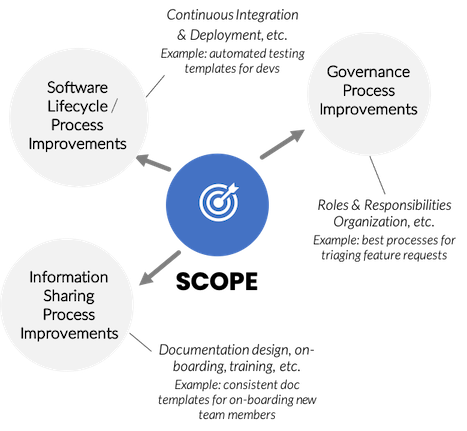 Continuous Integration
& Deployment, etc.
Example: automated testing
templates for devs
Software
Lifecycle /
Process
Improvements
Governance
Process
Improvements
Roles & Responsibilities
Organization, etc.
Example: best processes for
triaging feature requests
SCOPE
Information
Sharing
Process
Improvements
Documentation design, on-
boarding, training, etc.
Example: consistent doc
templates for on-boarding new
team members